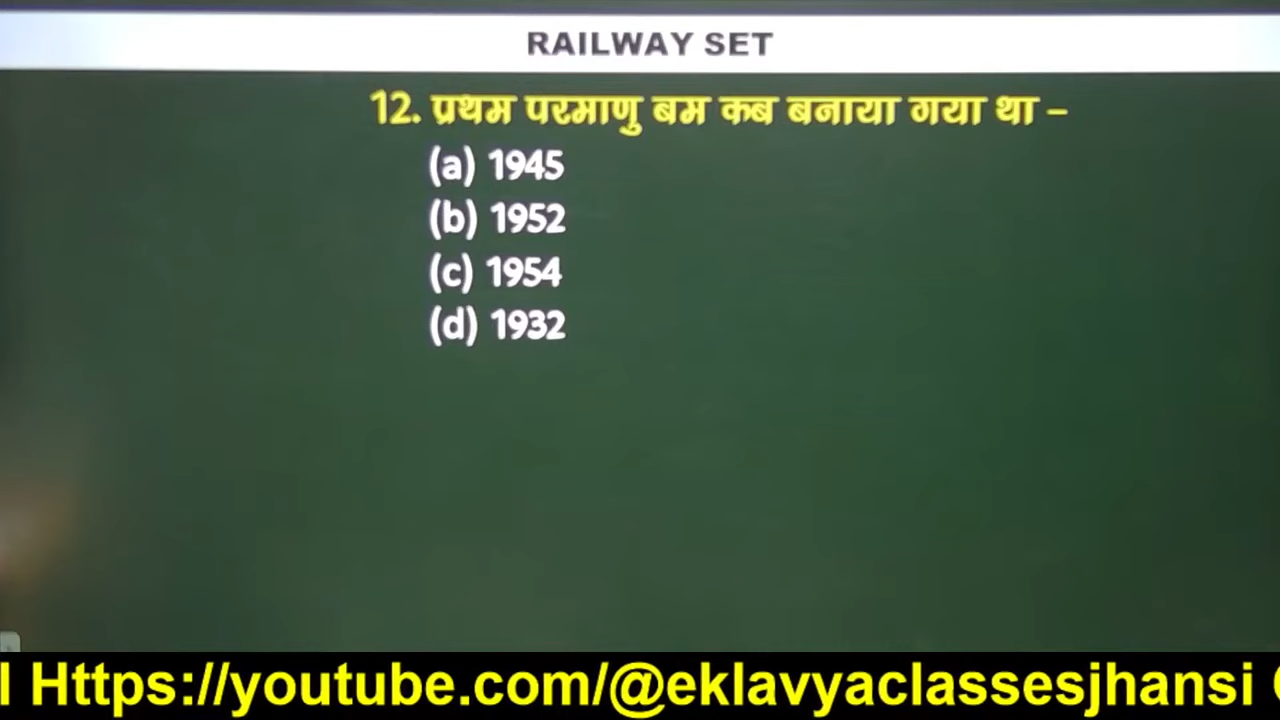 RAILWAY SET
12. प्रथम परमाणु बम कब बनाया गया था –
(a) 1945
(b) 1952
(c) 1954
(d) 1932
Https://youtube.com/@eklavyaclassesjhansi